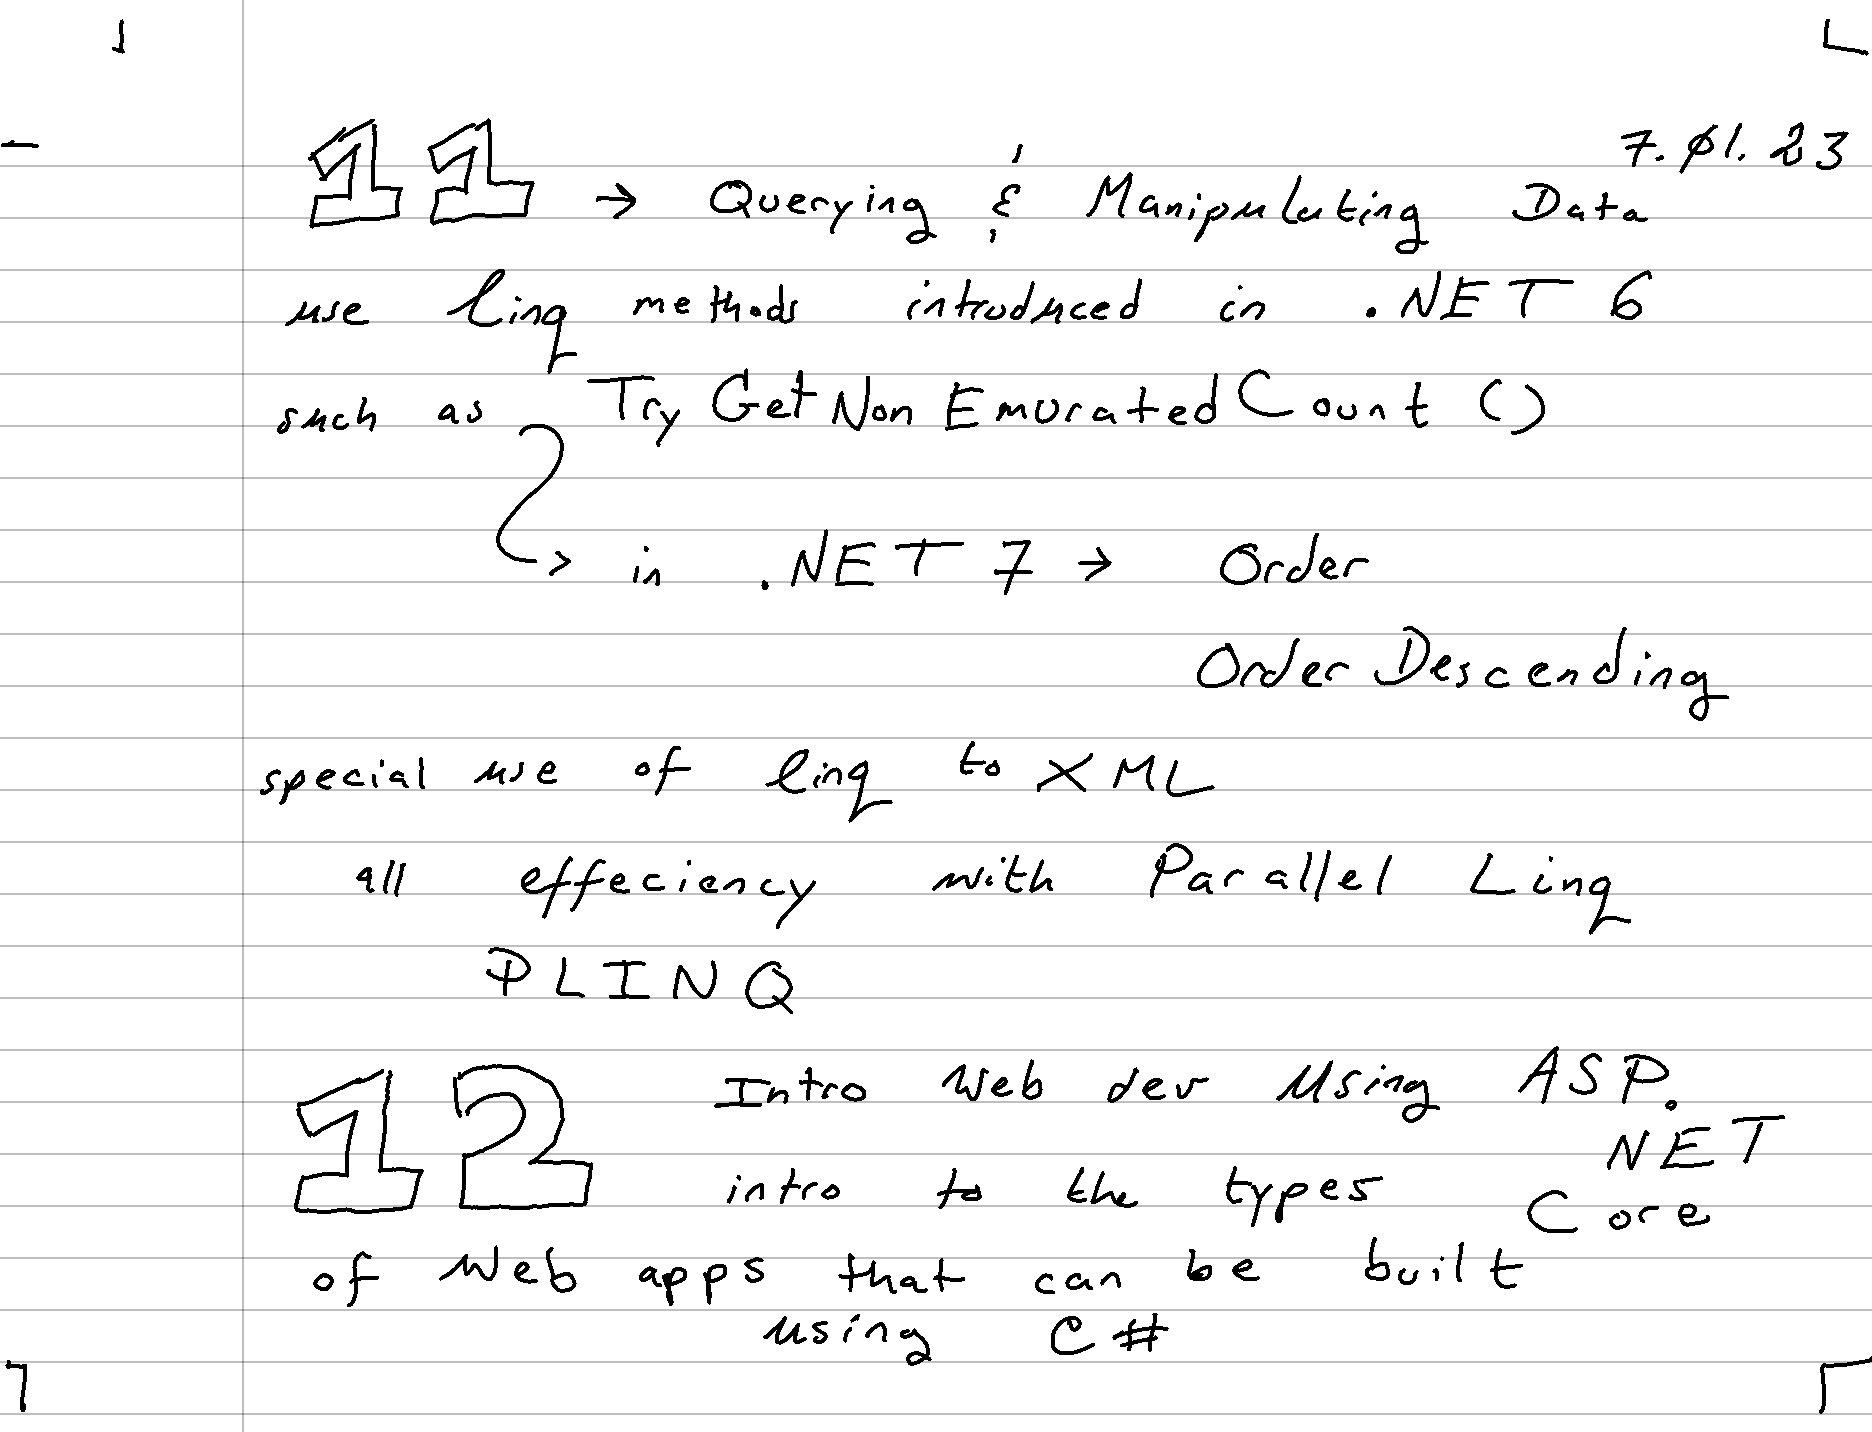 7.01.23
11 → Querying & Manipulating Data
use linq methods introduced in .NET 6
such as TryGetNonEmuratedCount ()
→ in .NET 7 → Order
OrderDescending
special use of linq to XML
all effeciency with Parallel Linq
PLINQ
12 Intro Web dev Using ASP.
NET
intro to the types Core
of Web apps that can be built
using C#